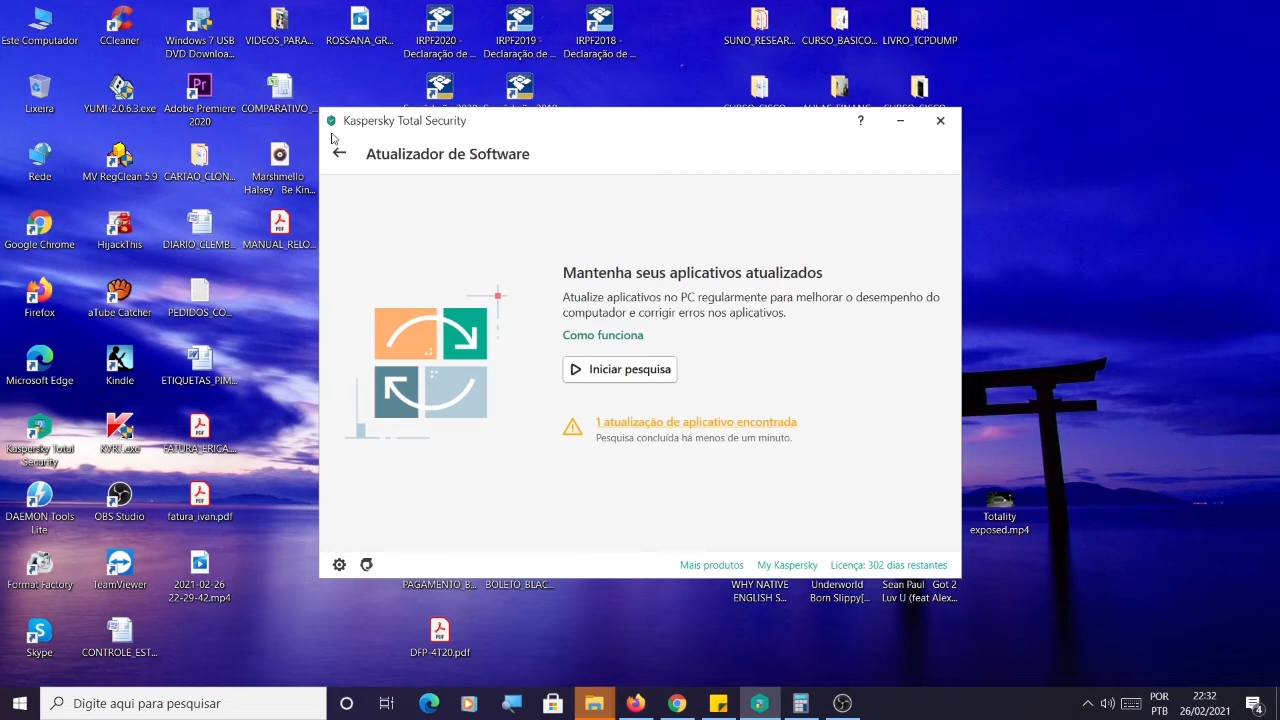 Este Computador
CCleaner
Windows 7 USB
DVD Downloa...
VIDEOS_PARA...
ROSSANA_GR...
IRPF2020 -
Declaração de ...
IRPF2019 -
Declaração de ...
IRPF2018 -
Declaração de ...
SUNO_RESEAR...
CURSO_BASICO...
LIVRO_TCPDUMP
Lixeira
YUMI-2.0.6.3.exe
Adobe Premiere
2020
COMPARATIVO_...
Kaspersky Total Security
Atualizador de Software
Rede
MV RegClean 5.9
CARTAO_CLON...
Marshmello
Halsey Be Kin...
Google Chrome
HijackThis
DIARIO_CLEMB...
MANUAL_RELO...
Firefox
aTube Catcher
PEDIDOS_CO...
Microsoft Edge
Kindle
ETIQUETAS_PIM...
Mantenha seus aplicativos atualizados
Atualize aplicativos no PC regularmente para melhorar o desempenho do
computador e corrigir erros nos aplicativos.
Como funciona
Iniciar pesquisa
1 atualização de aplicativo encontrada
Pesquisa concluída há menos de um minuto.
Kaspersky Total
Security
KVRT.exe
FATURA_ERICA...
DAEMON Tools
Lite
OBS Studio
fatura_ivan.pdf
Totality
exposed.mp4
Format Factory
TeamViewer
2021-02-26
22-29-42.mp4
Mais produtos
My Kaspersky
Licença: 302 dias restantes
PAGAMENTO_B...
BOLETO_BLAC...
WHY NATIVE
ENGLISH S...
Underworld
Born Slippy[...
Sean Paul Got 2
Luv U (feat Alex...
Skype
CONTROLE_EST...
DFP-4T20.pdf
Digite aqui para pesquisar
POR
PTB
22:32
26/02/2021
4